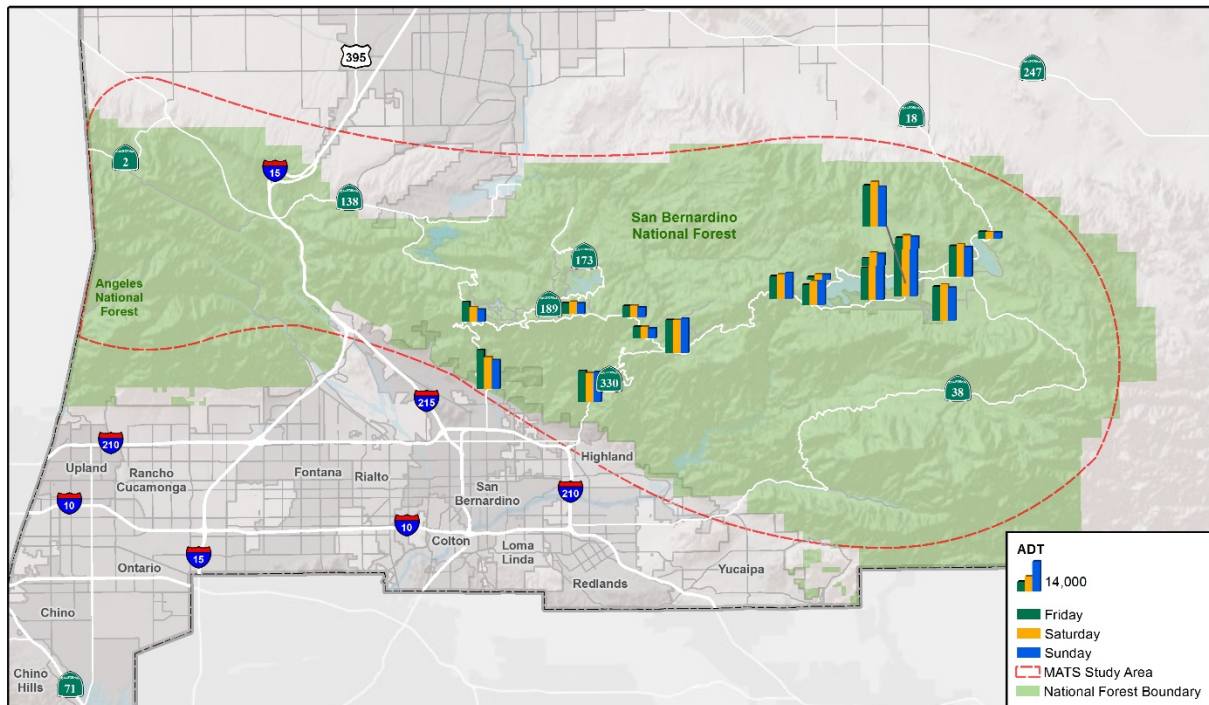 395
247
18
2
15
138
San Bernardino
National Forest
173
Angeles
National
Forest
189
330
38
215
210
Upland
Rancho
Cucamonga
Fontana
Rialto
San
Bernardino
Highland
210
10
10
Colton
Loma
Linda
15
Ontario
Redlands
Yucaipa
Chino
Chino
Hills
71
ADT
14,000
Friday
Saturday
Sunday
MATS Study Area
National Forest Boundary